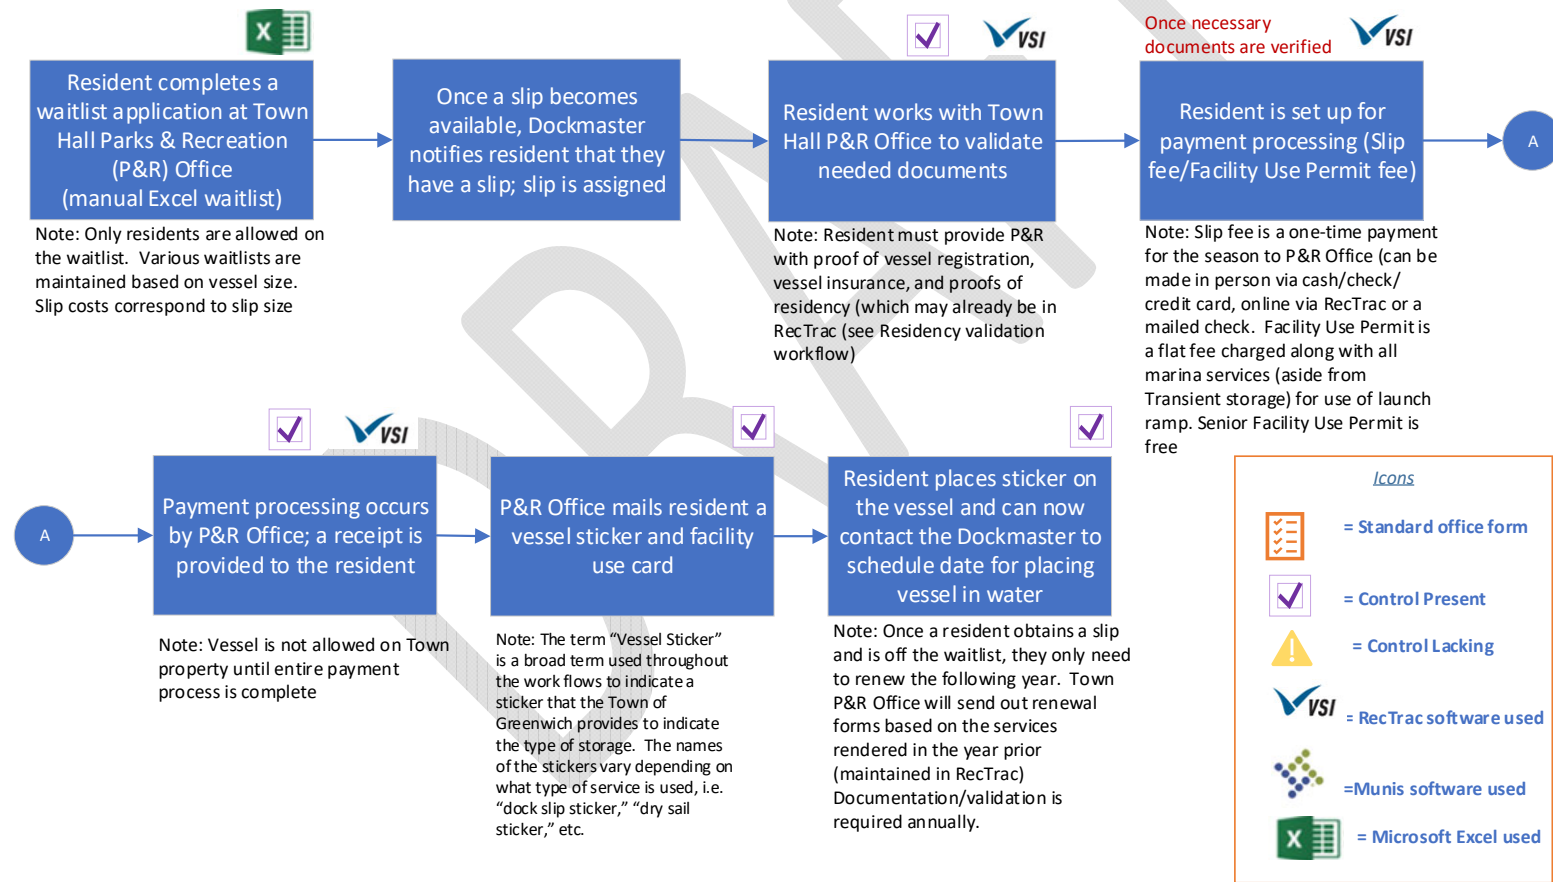 Resident completes a
waitlist application at Town
Hall Parks & Recreation
(P&R) Office
(manual Excel waitlist)
Note: Only residents are allowed on
the waitlist. Various waitlists are
maintained based on vessel size.
Slip costs correspond to slip size
Once a slip becomes
available, Dockmaster
notifies resident that they
have a slip; slip is assigned
VSI
Resident works with Town
Hall P&R Office to validate
needed documents
Note: Resident must provide P&R
with proof of vessel registration,
vessel insurance, and proofs of
residency (which may already be in
RecTrac (see Residency validation
workflow)
Once necessary
documents are verified
VSI
Resident is set up for
payment processing (Slip
fee/Facility Use Permit fee)
Note: Slip fee is a one-time payment
for the season to P&R Office (can be
made in person via cash/check/
credit card, online via RecTrac or a
mailed check. Facility Use Permit is
a flat fee charged along with all
marina services (aside from
Transient storage) for use of launch
ramp. Senior Facility Use Permit is
free
A
A
VSI
Payment processing occurs
by P&R Office; a receipt is
provided to the resident
Note: Vessel is not allowed on Town
property until entire payment
process is complete
P&R Office mails resident a
vessel sticker and facility
use card
Note: The term “Vessel Sticker”
is a broad term used throughout
the work flows to indicate a
sticker that the Town of
Greenwich provides to indicate
the type of storage. The names
of the stickers vary depending on
what type of service is used, i.e.
“dock slip sticker,” “dry sail
sticker,” etc.
Resident places sticker on
the vessel and can now
contact the Dockmaster to
schedule date for placing
vessel in water
Note: Once a resident obtains a slip
and is off the waitlist, they only need
to renew the following year. Town
P&R Office will send out renewal
forms based on the services
rendered in the year prior
(maintained in RecTrac)
Documentation/validation is
required annually.
Icons
= Standard office form
= Control Present
= Control Lacking
VSI = RecTrac software used
=Munis software used
= Microsoft Excel used
DRAFT